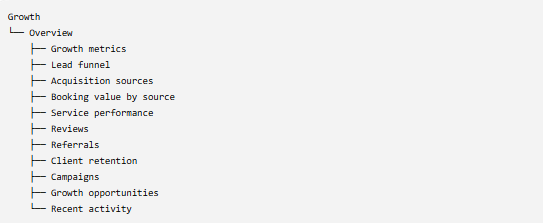 Growth
└── Overview
    ├── Growth metrics
    ├── Lead funnel
    ├── Acquisition sources
    ├── Booking value by source
    ├── Service performance
    ├── Reviews
    ├── Referrals
    ├── Client retention
    ├── Campaigns
    ├── Growth opportunities
    └── Recent activity